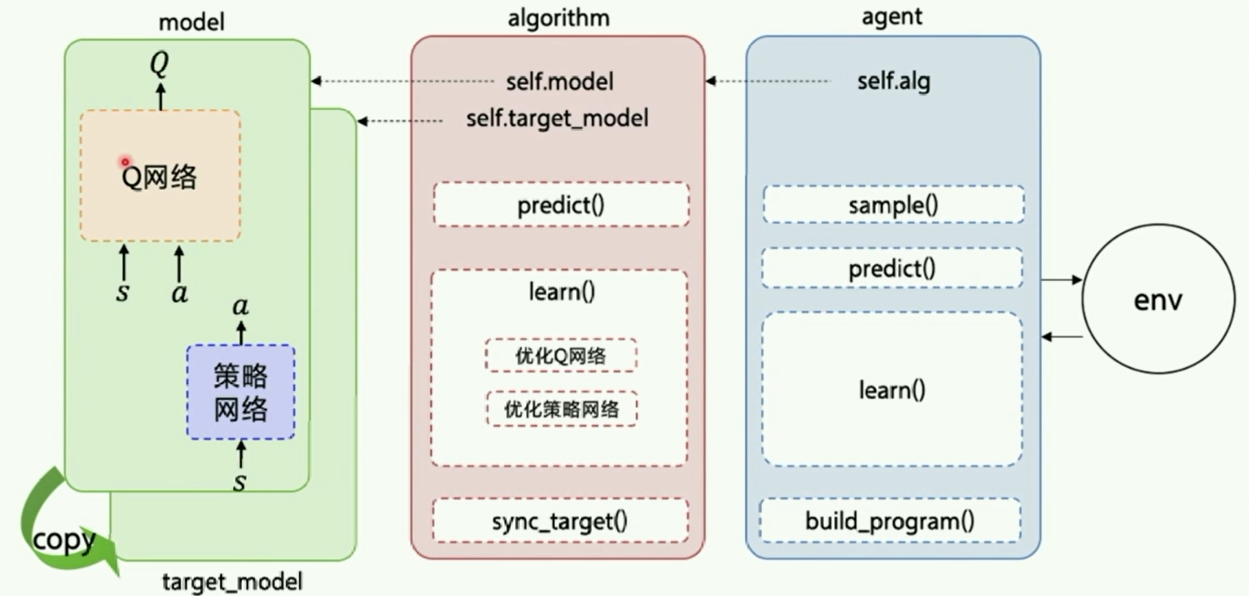 model
Q
Q网络
s
a
a
策略
网络
s
copy
target_model
algorithm
self.model
self.target_model
predict()
learn()
优化Q网络
优化策略网络
sync_target()
agent
self.alg
sample()
predict()
learn()
build_program()
env